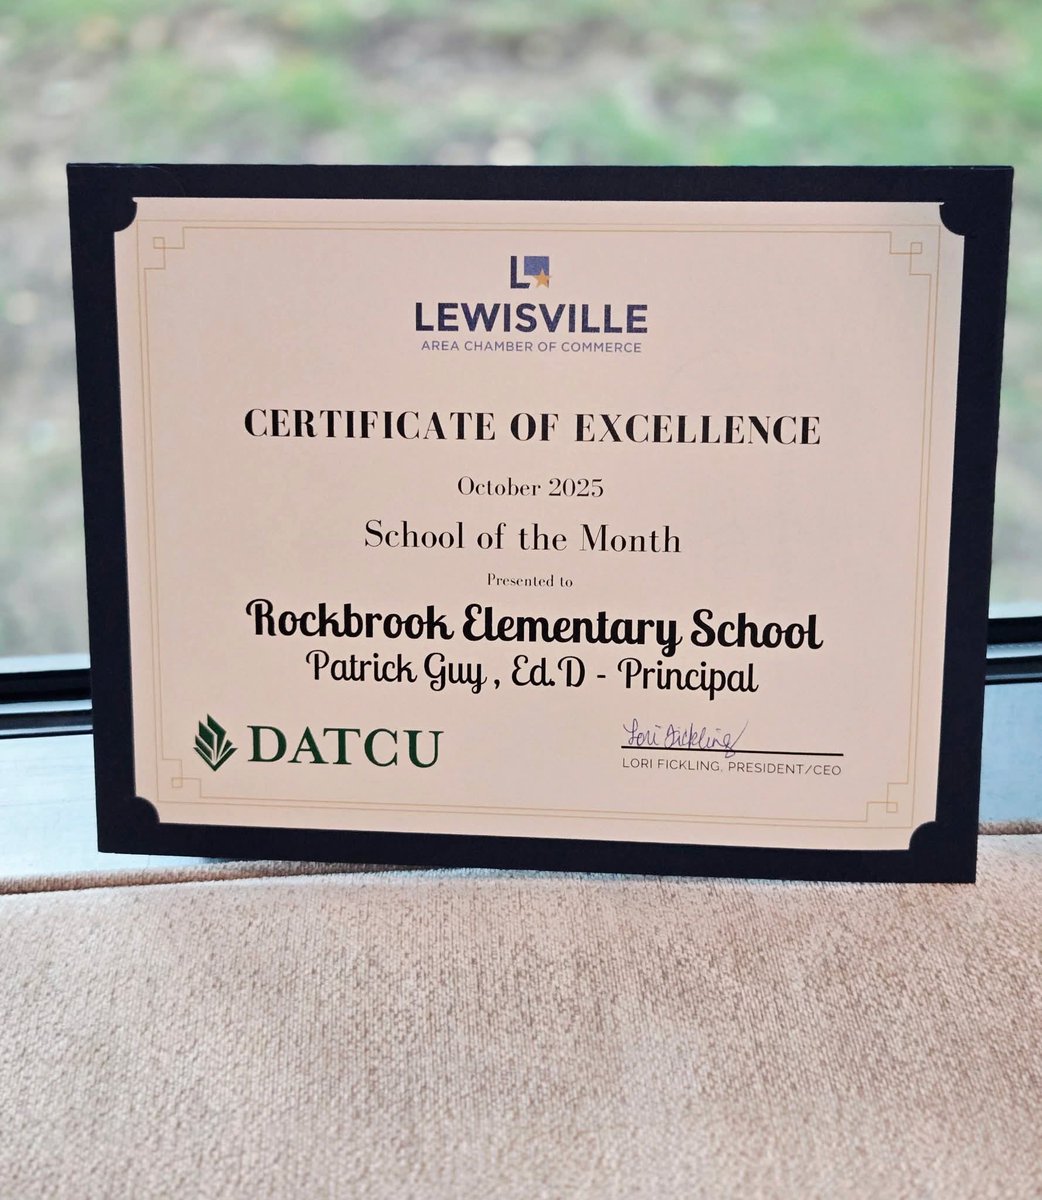 L
LEWISVILLE
AREA CHAMBER OF COMMERCE
CERTIFICATE OF EXCELLENCE
October 2025
School of the Month
Presented to
Rockbrook Elementary School
Patrick Guy , Ed.D - Principal
DATCU
Lori Fickling
LORI FICKLING, PRESIDENT/CEO